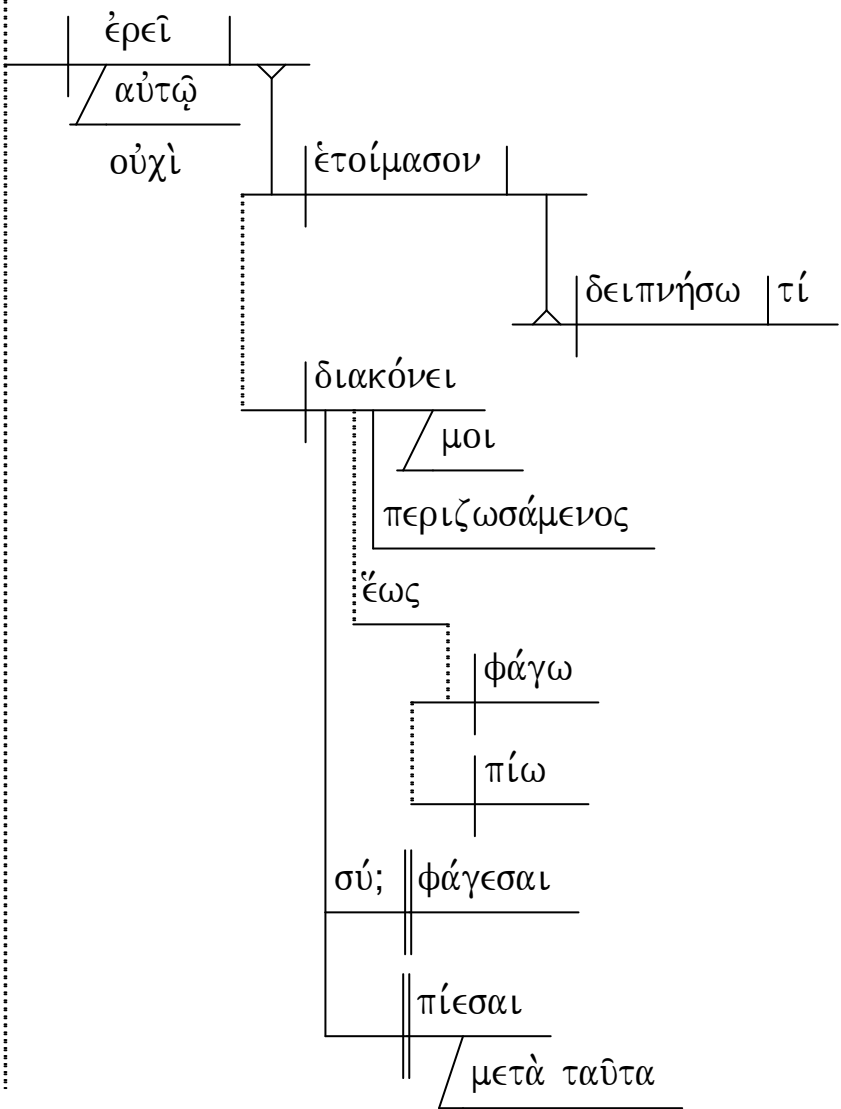 ἐρεῖ
αὐτῷ
οὐχὶ
ἑτοίμασον
δειπνήσω τί
διακόνει
μοι
περιζωσάμενος
ἕως
φάγω
πίω
σύ; φάγεσαι
πίεσαι
μετὰ ταῦτα